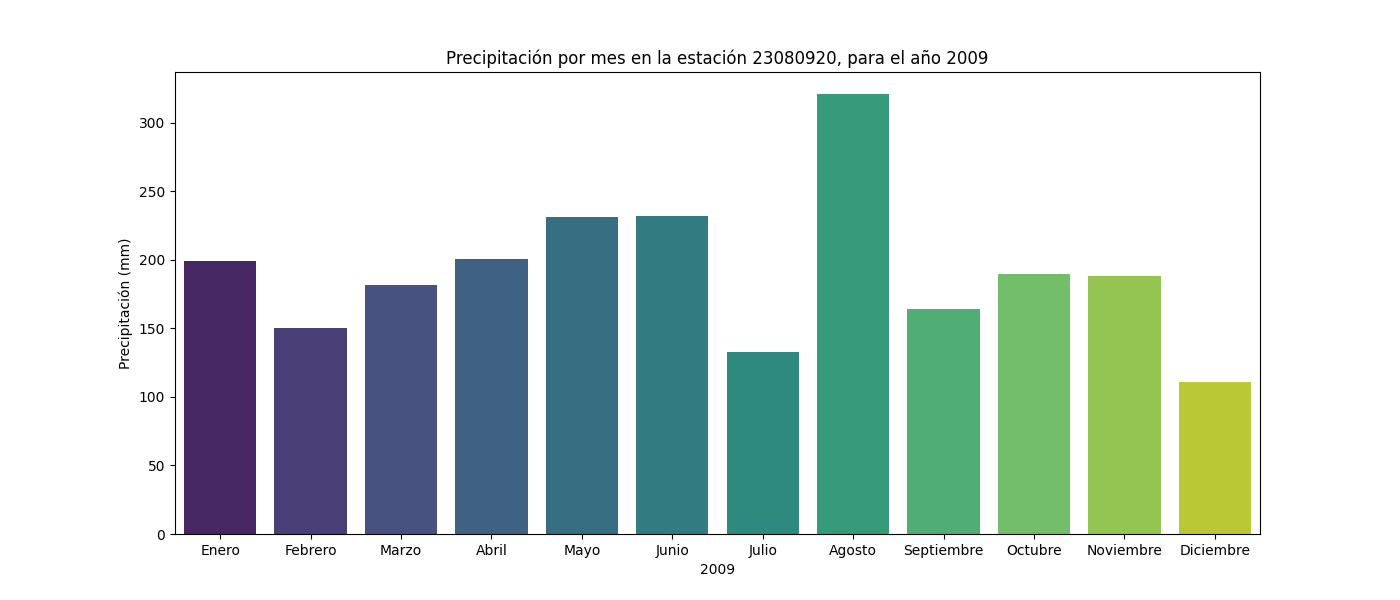 Precipitación por mes en la estación 23080920, para el año 2009
Precipitación (mm)
300
250
200
150
100
50
0
Enero Febrero Marzo Abril Mayo Junio Julio Agosto Septiembre Octubre Noviembre Diciembre
2009